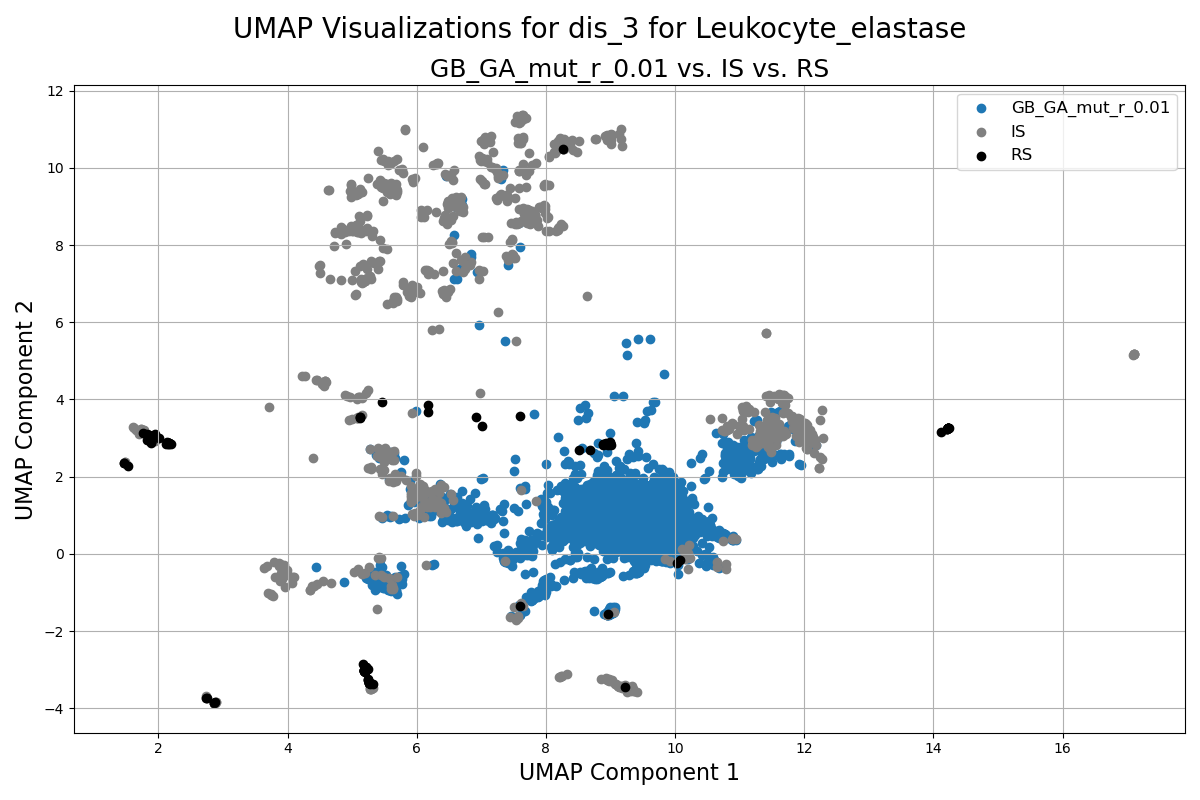 UMAP Visualizations for dis_3 for Leukocyte_elastase
GB_GA_mut_r_0.01 vs. IS vs. RS
GB_GA_mut_r_0.01
IS
RS
UMAP Component 2
12
10
8
6
4
2
0
−2
−4
2
4
6
8
10
12
14
16
UMAP Component 1